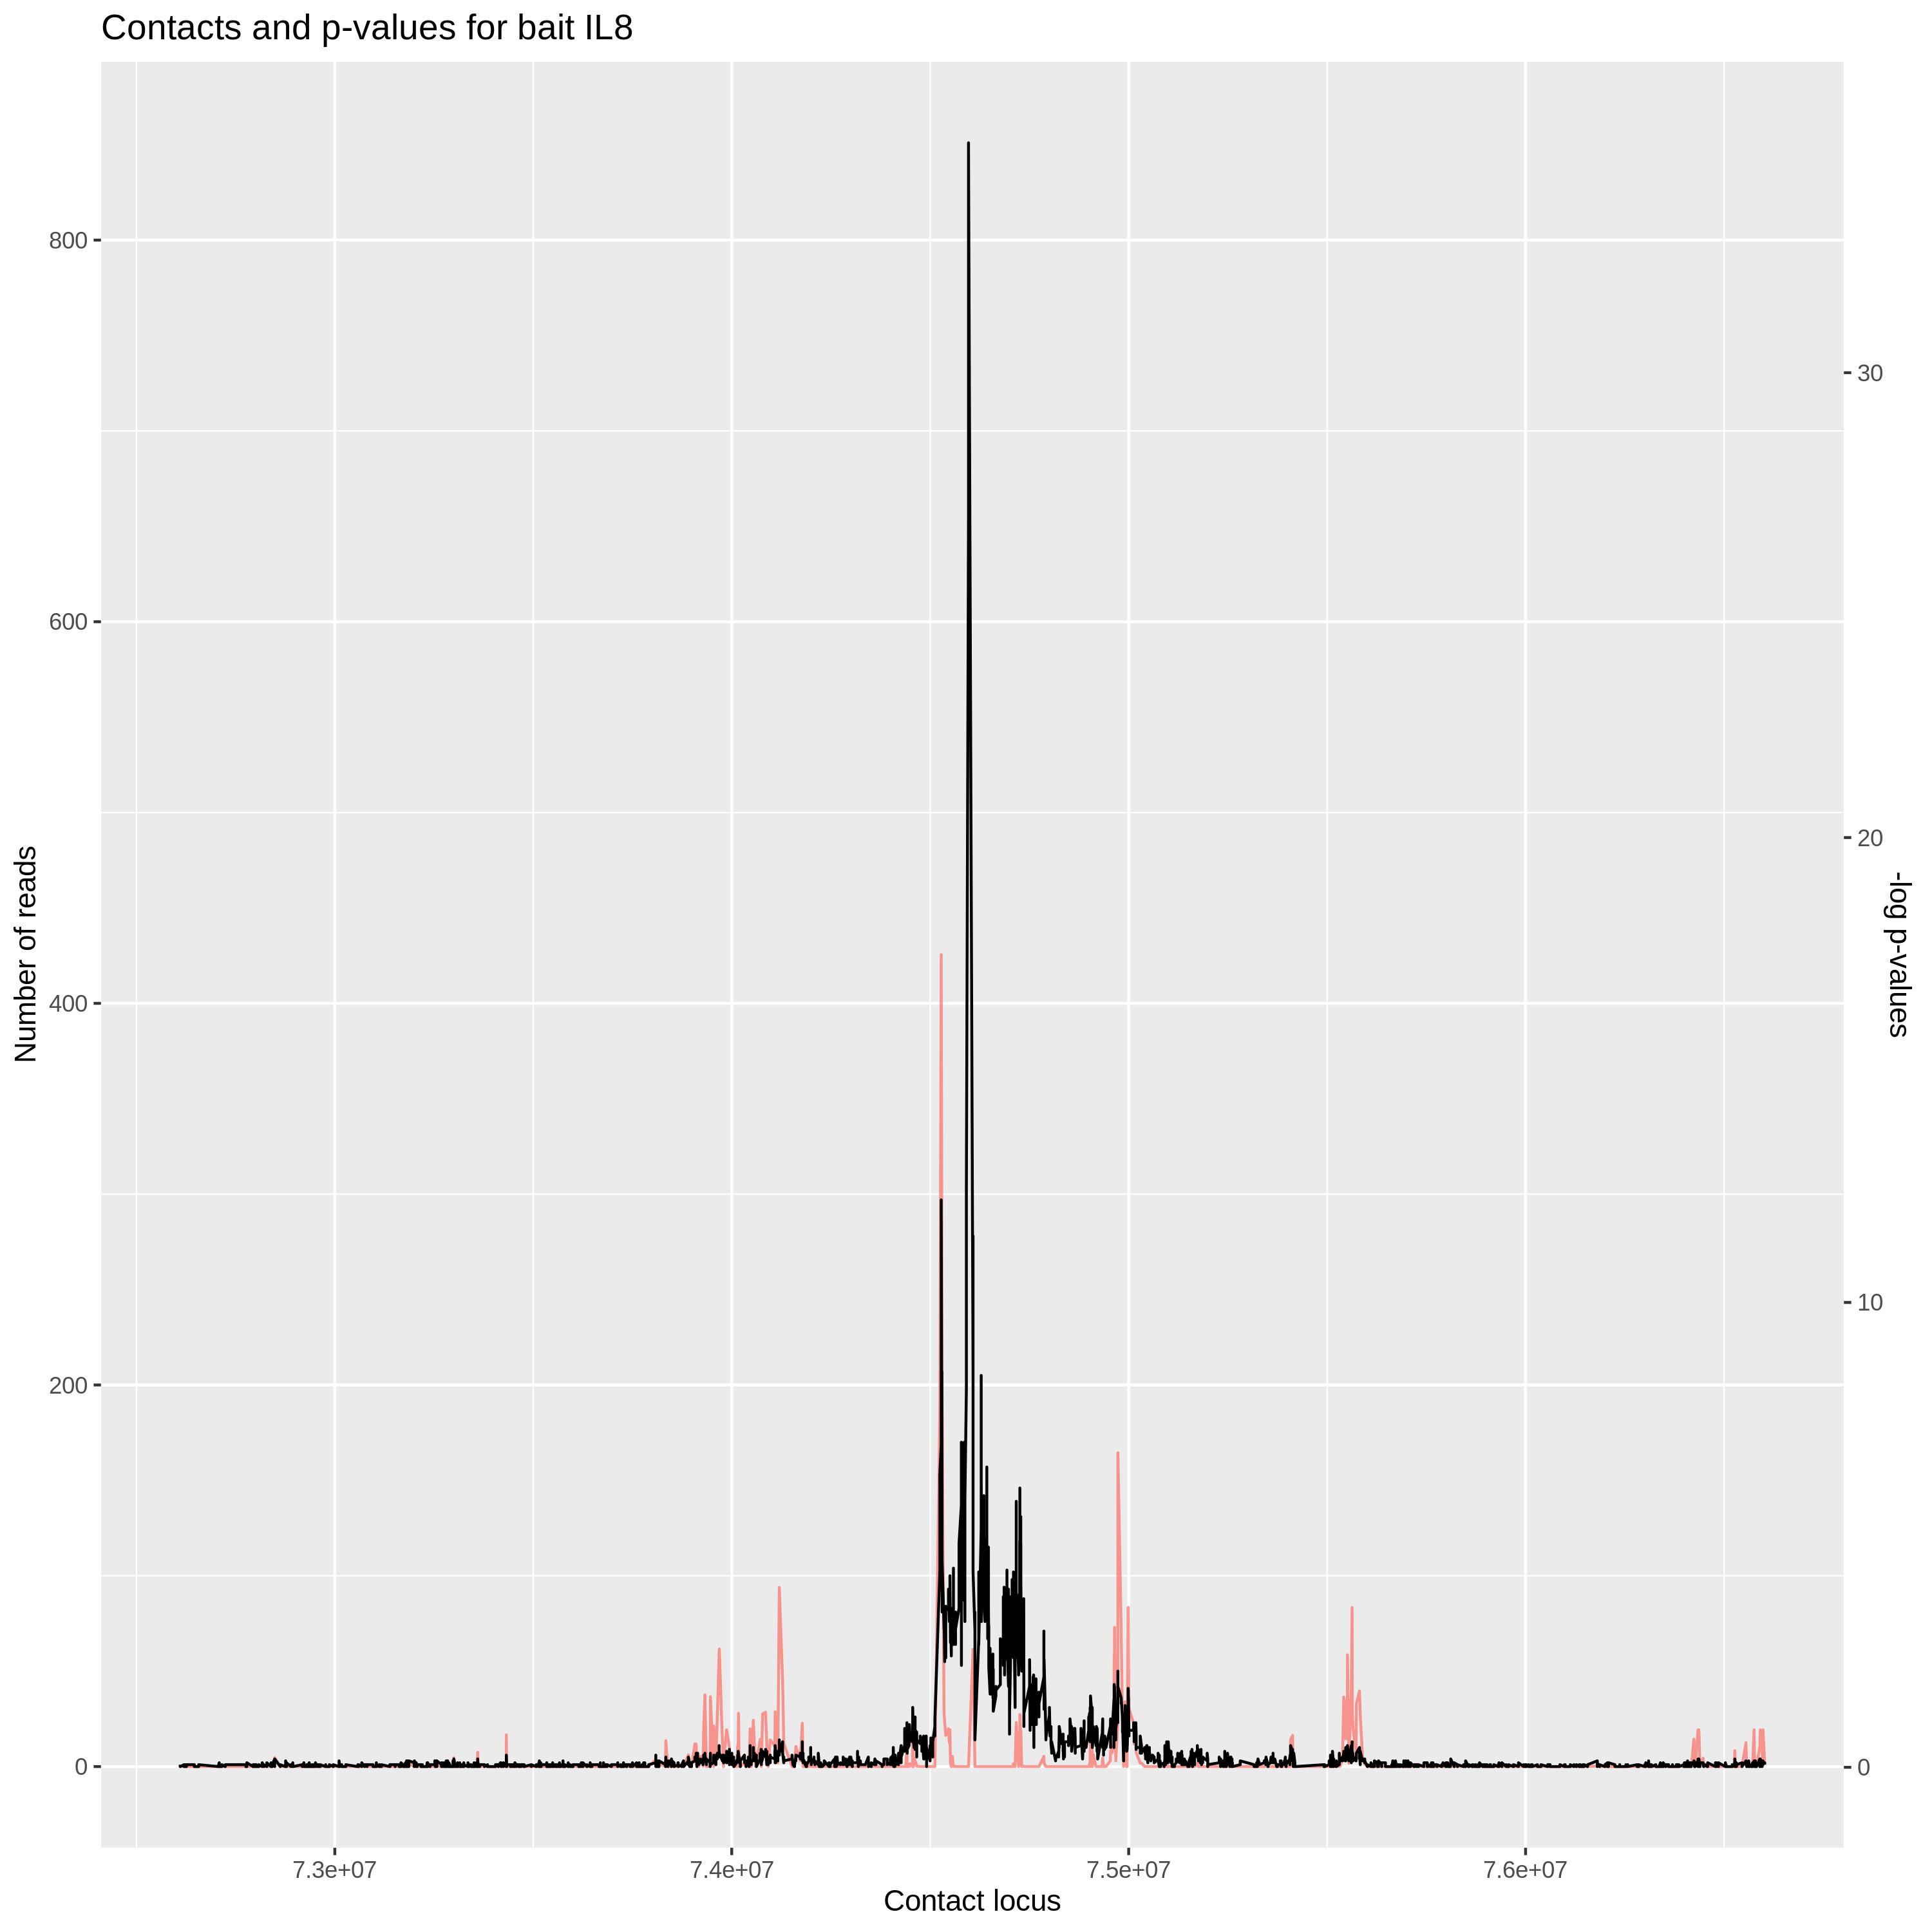 Contacts and p-values for bait IL8
Number of reads
800
600
400
200
0
30
20
10
0
-log p-values
7.3e+07
7.4e+07
7.5e+07
7.6e+07
Contact locus